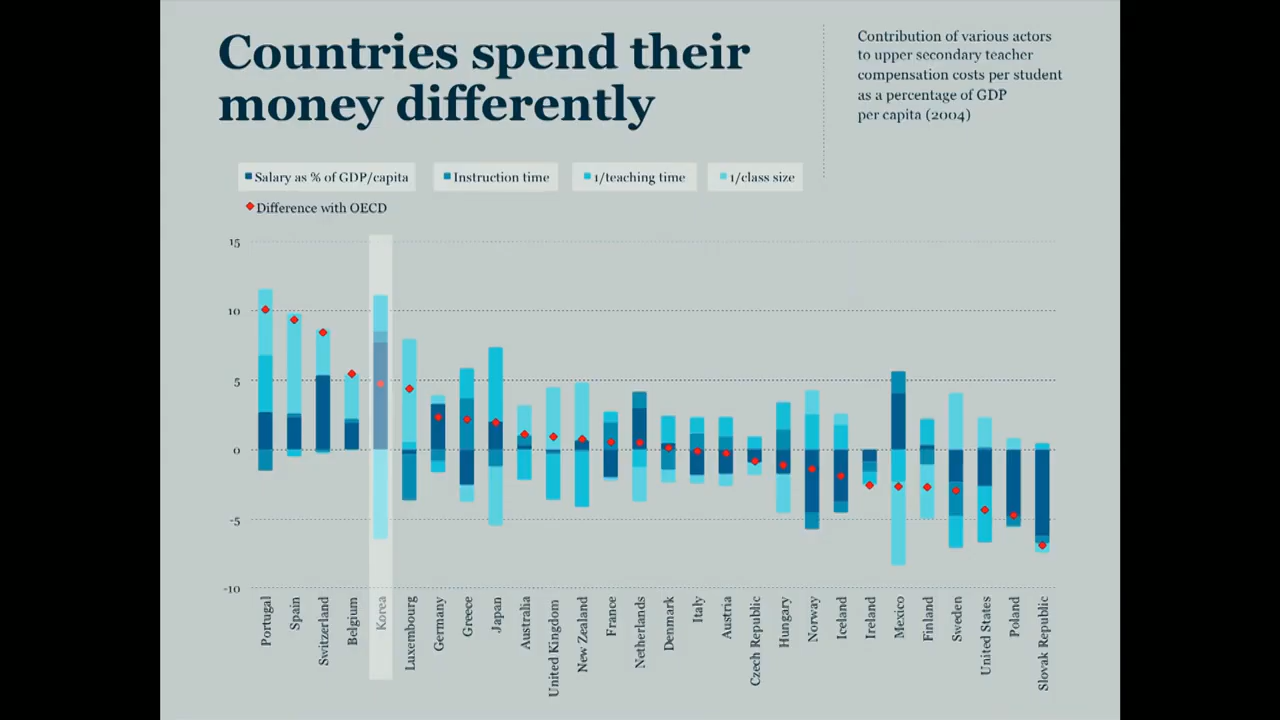 Countries spend their
money differently
Contribution of various actors
to upper secondary teacher
compensation costs per student
as a percentage of GDP
per capita (2004)
Salary as % of GDP/capita
Instruction time
1/teaching time
1/class size
Difference with OECD
15
10
5
0
-5
-10
Portugal
Spain
Switzerland
Belgium
Korea
Luxembourg
Germany
Greece
Japan
Australia
United Kingdom
New Zealand
France
Netherlands
Denmark
Italy
Austria
Czech Republic
Hungary
Norway
Iceland
Ireland
Mexico
Finland
Sweden
United States
Poland
Slovak Republic